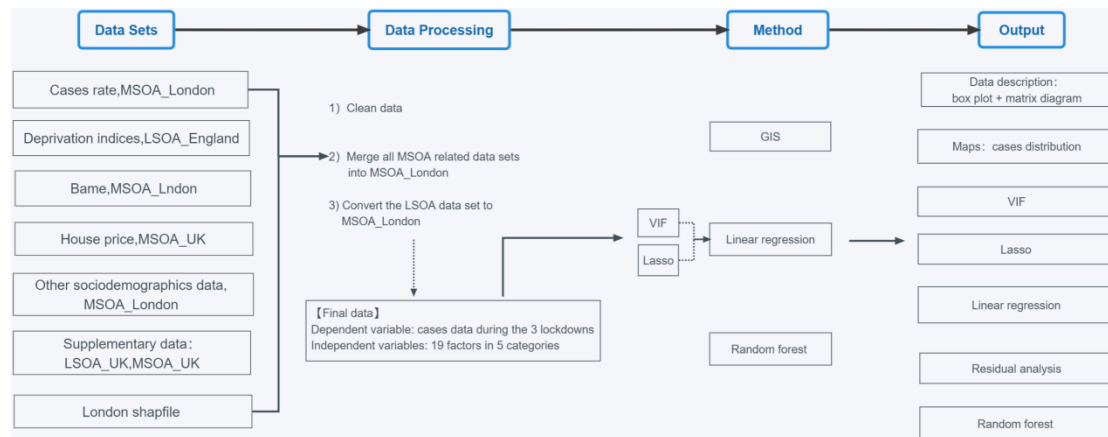 Data Sets
Data Processing
Method
Output
Cases rate,MSOA_London
Deprivation indices,LSOA_England
Bame,MSOA_Lndon
House price,MSOA_UK
Other sociodemographics data,
MSOA_London
Supplementary data：
LSOA_UK,MSOA_UK
London shapfile
1) Clean data
2) Merge all MSOA related data sets
into MSOA_London
3) Convert the LSOA data set to
MSOA_London
【Final data】
Dependent variable: cases data during the 3 lockdowns
Independent variables: 19 factors in 5 categories
GIS
VIF
Lasso
Linear regression
Random forest
Data description：
box plot + matrix diagram
Maps：cases distribution
VIF
Lasso
Linear regression
Residual analysis
Random forest